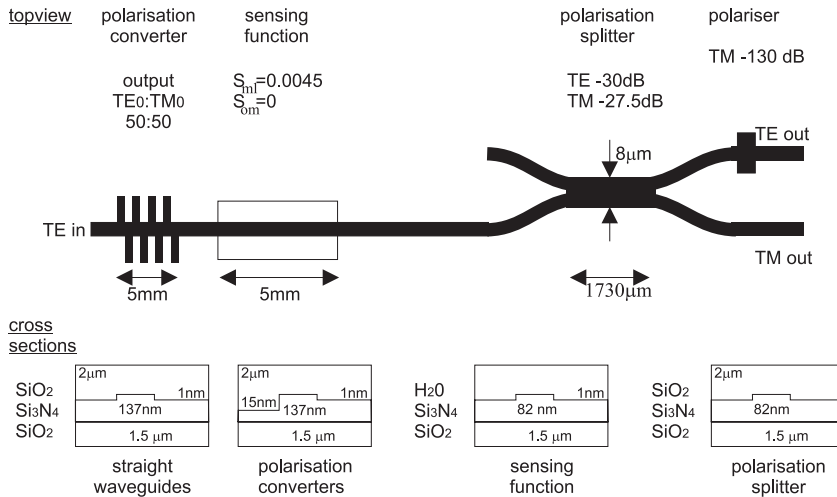 topview
polarisation
converter
sensing
function
polarisation
splitter
polariser
TM -130 dB
output
TE0:TM0
50:50
Sml=0.0045
Som=0
TE -30dB
TM -27.5dB
8μm
TE out
TE in
TM out
5mm
5mm
1730μm
cross
sections
SiO2
Si3N4
SiO2
2μm
1nm
137nm
1.5 μm
straight
waveguides
2μm
15nm
1nm
137nm
1.5 μm
polarisation
converters
H20
Si3N4
SiO2
1nm
82 nm
1.5 μm
sensing
function
SiO2
Si3N4
SiO2
2μm
1nm
82nm
1.5 μm
polarisation
splitter